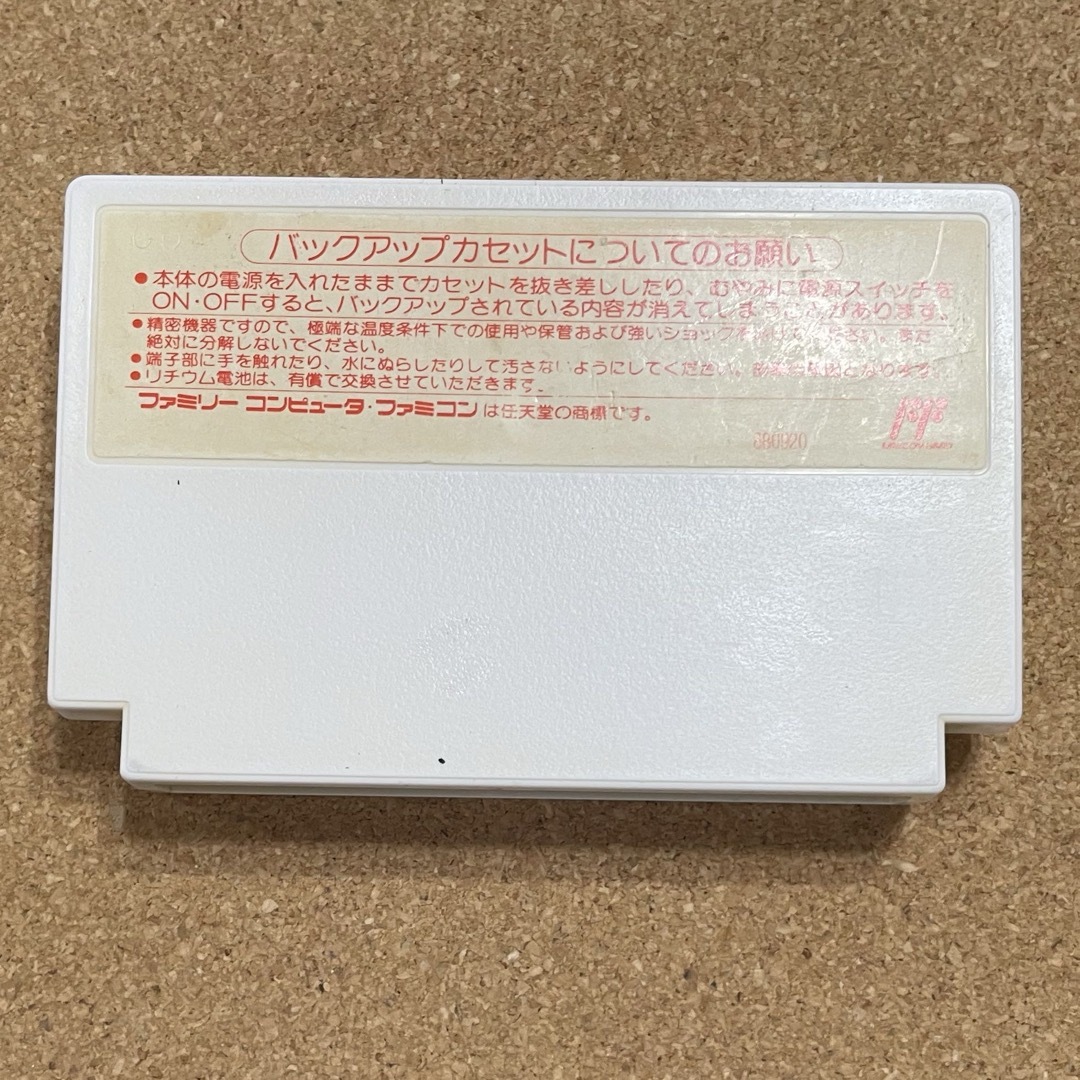 バックアップカセットについてのお願い
●本体の電源を入れたままでカセットを抜き差ししたり、むやみに電源スイッチを
ON・OFFすると、バックアップされている内容が消えてしまうことがあります。
●精密機器ですので、極端な温度条件下での使用や保管および強いショックを
絶対に分解しないでください。
●端子部に手を触れたり、水にぬらしたりして汚さないようにしてください。
●リチウム電池は、有償で交換させていただきます。
ファミリー コンピュータ・ファミコン は任天堂の商標です。